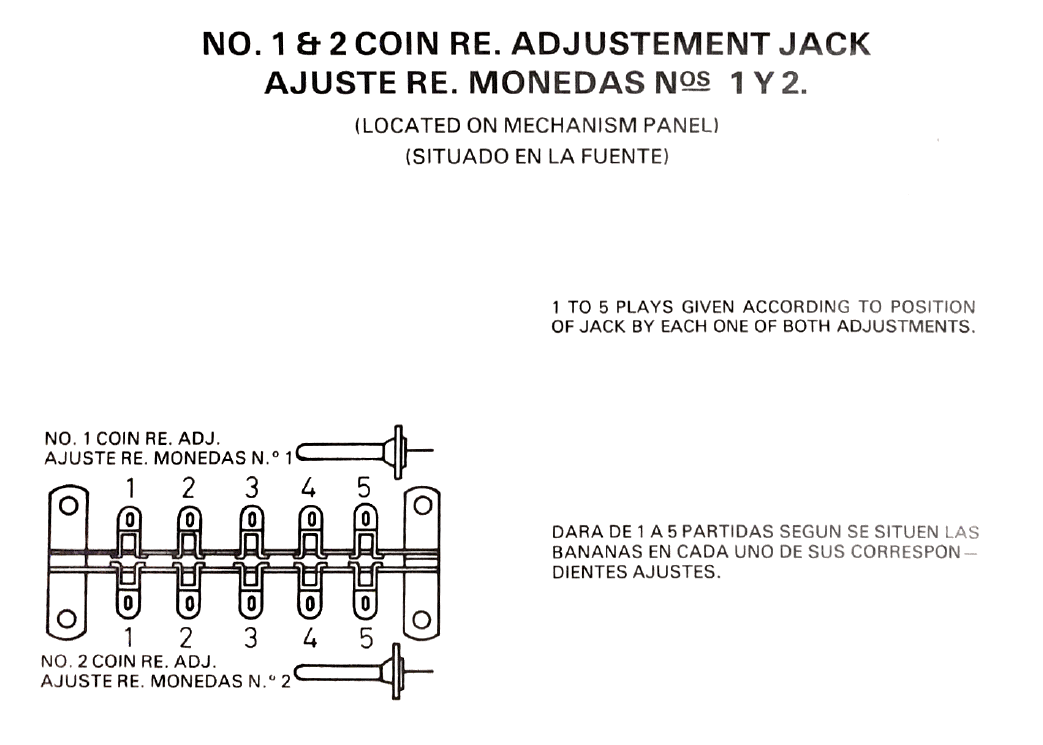 NO. 1 & 2 COIN RE. ADJUSTEMENT JACK
AJUSTE RE. MONEDAS Nos 1 Y 2.
(LOCATED ON MECHANISM PANEL)
(SITUADO EN LA FUENTE)
1 TO 5 PLAYS GIVEN ACCORDING TO POSITION
OF JACK BY EACH ONE OF BOTH ADJUSTMENTS.
NO. 1 COIN RE. ADJ.
AJUSTE RE. MONEDAS N.º 1
1 2 3 4 5
1 2 3 4 5
NO. 2 COIN RE. ADJ.
AJUSTE RE. MONEDAS N.º 2
DARA DE 1 A 5 PARTIDAS SEGUN SE SITUEN LAS
BANANAS EN CADA UNO DE SUS CORRESPON–
DIENTES AJUSTES.